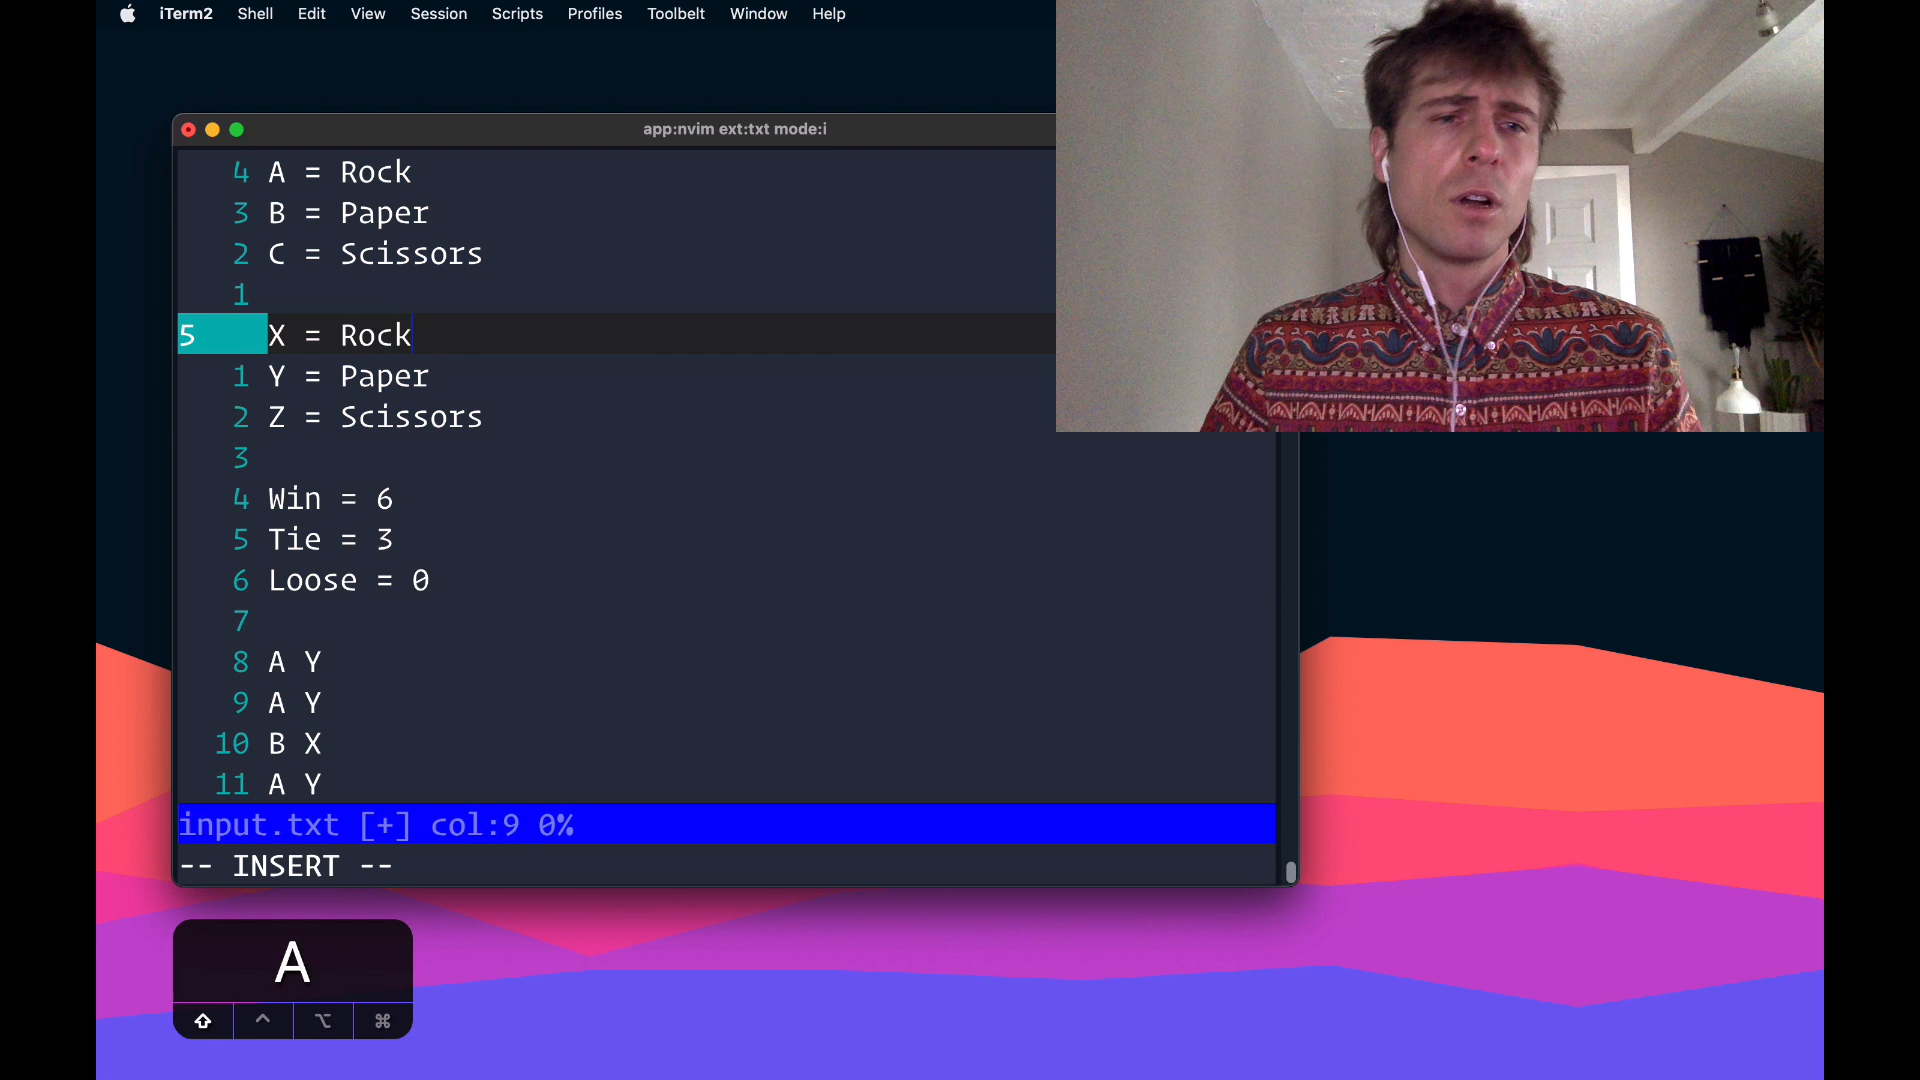 iTerm2 Shell Edit View Session Scripts Profiles Toolbelt Window Help
app:nvim ext:txt mode:i
4 A = Rock
3 B = Paper
2 C = Scissors
1
5 X = Rock
1 Y = Paper
2 Z = Scissors
3
4 Win = 6
5 Tie = 3
6 Loose = 0
7
8 A Y
9 A Y
10 B X
11 A Y
input.txt [+] col:9 0%
-- INSERT --
A
⇧ ^ ⌥ ⌘